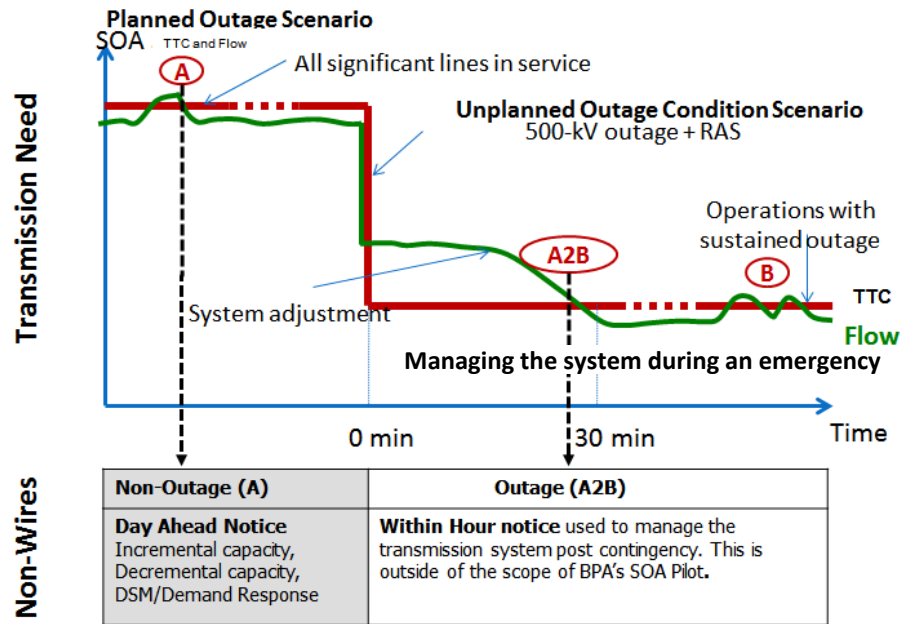 Planned Outage Scenario
SOA TTC and Flow
A
All significant lines in service
Unplanned Outage Condition Scenario
500-kV outage + RAS
Transmission Need
Operations with
sustained outage
A2B
B
TTC
System adjustment
Flow
Managing the system during an emergency
0 min
30 min
Time
Non-Wires
Non-Outage (A)
Outage (A2B)
Day Ahead Notice
Incremental capacity,
Decremental capacity,
DSM/Demand Response
Within Hour notice used to manage the
transmission system post contingency. This is
outside of the scope of BPA's SOA Pilot.